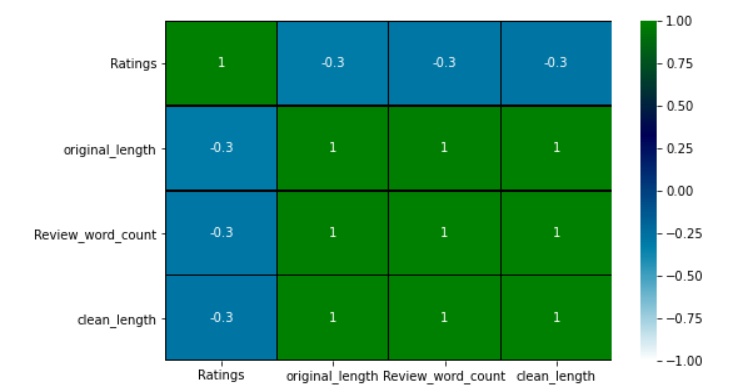 1.00
Ratings 1 -0.3 -0.3 -0.3
0.75
0.50
original_length -0.3 1 1 1
0.25
0.00
Review_word_count -0.3 1 1 1
-0.25
-0.50
clean_length -0.3 1 1 1
-0.75
-1.00
Ratings original_length Review_word_count clean_length